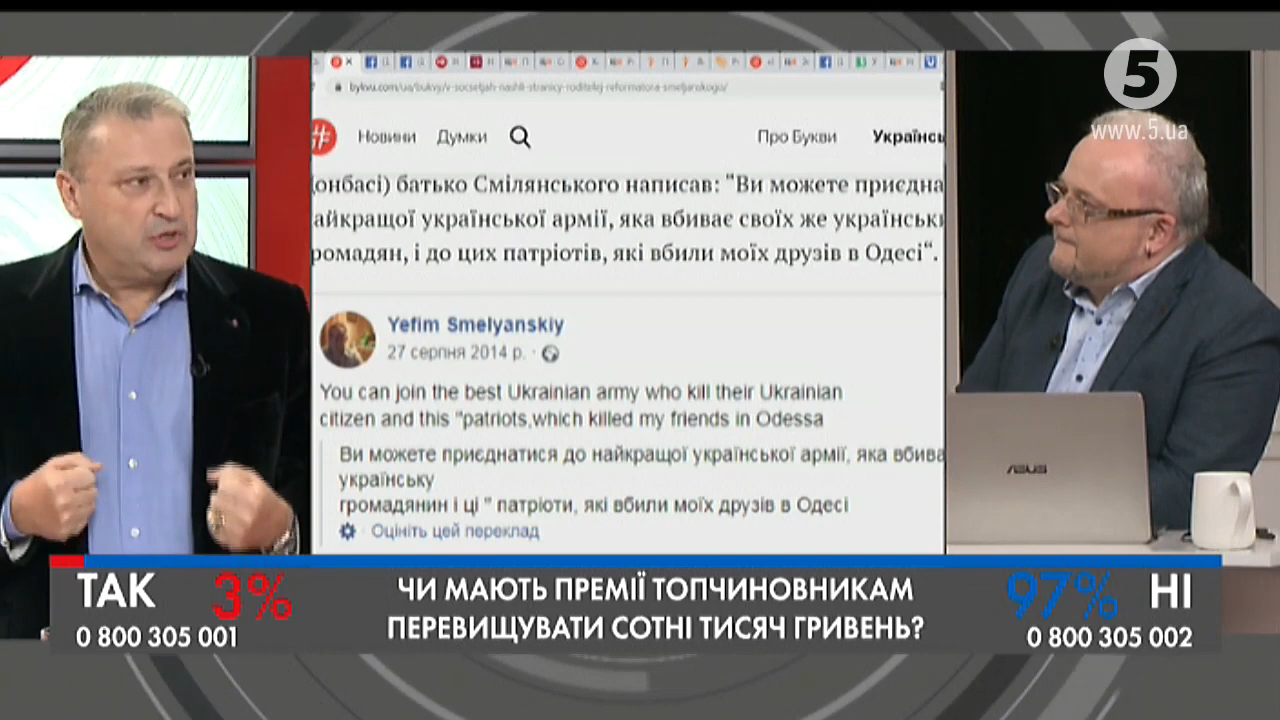 5
www.5.ua
bykvu.com/ua/bukvy/v-socsetjah-nashli-stranicy-roditelej-reformatora-smeljanskogo/
Новини Думки Про Букви Українсь
Донбасі) батько Смілянського написав: “Ви можете приєдна
айкращої української армії, яка вбиває своїх же українськи
ромадян, і до цих патріотів, які вбили моїх друзів в Одесі“.
Yefim Smelyanskiy
27 серпня 2014 р. ·
You can join the best Ukrainian army who kill their Ukrainian
citizen and this "patriots,which killed my friends in Odessa
Ви можете приєднатися до найкращої української армії, яка вбива
українську
громадянин і ці " патріоти, які вбили моїх друзів в Одесі
Оцініть цей переклад
ASUS
ТАК 3%
0 800 305 001
ЧИ МАЮТЬ ПРЕМІЇ ТОПЧИНОВНИКАМ
ПЕРЕВИЩУВАТИ СОТНІ ТИСЯЧ ГРИВЕНЬ?
97% НІ
0 800 305 002